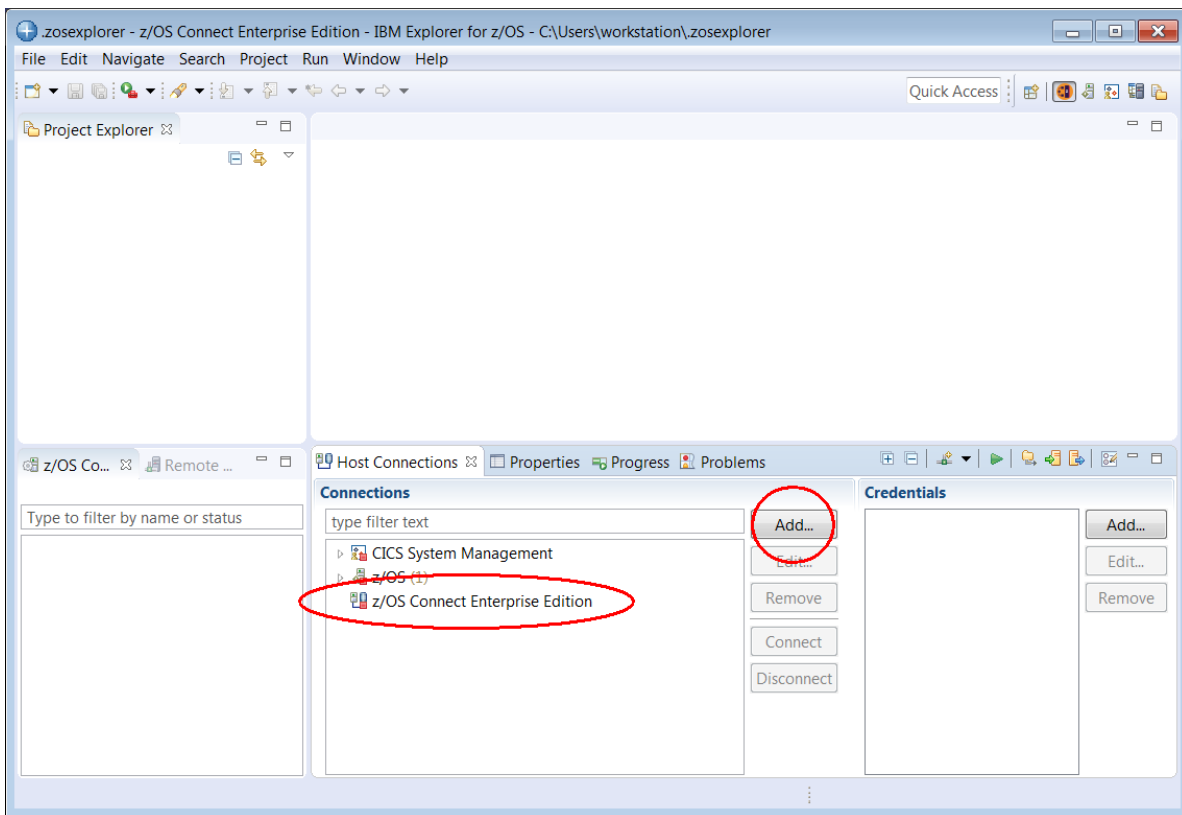 .zosexplorer - z/OS Connect Enterprise Edition - IBM Explorer for z/OS - C:\Users\workstation\.zosexplorer
File Edit Navigate Search Project Run Window Help
Quick Access
Project Explorer
z/OS Co... Remote ...
Type to filter by name or status
Host Connections Properties Progress Problems
Connections
type filter text
CICS System Management
z/OS (1)
z/OS Connect Enterprise Edition
Add...
Edit...
Remove
Connect
Disconnect
Credentials
Add...
Edit...
Remove